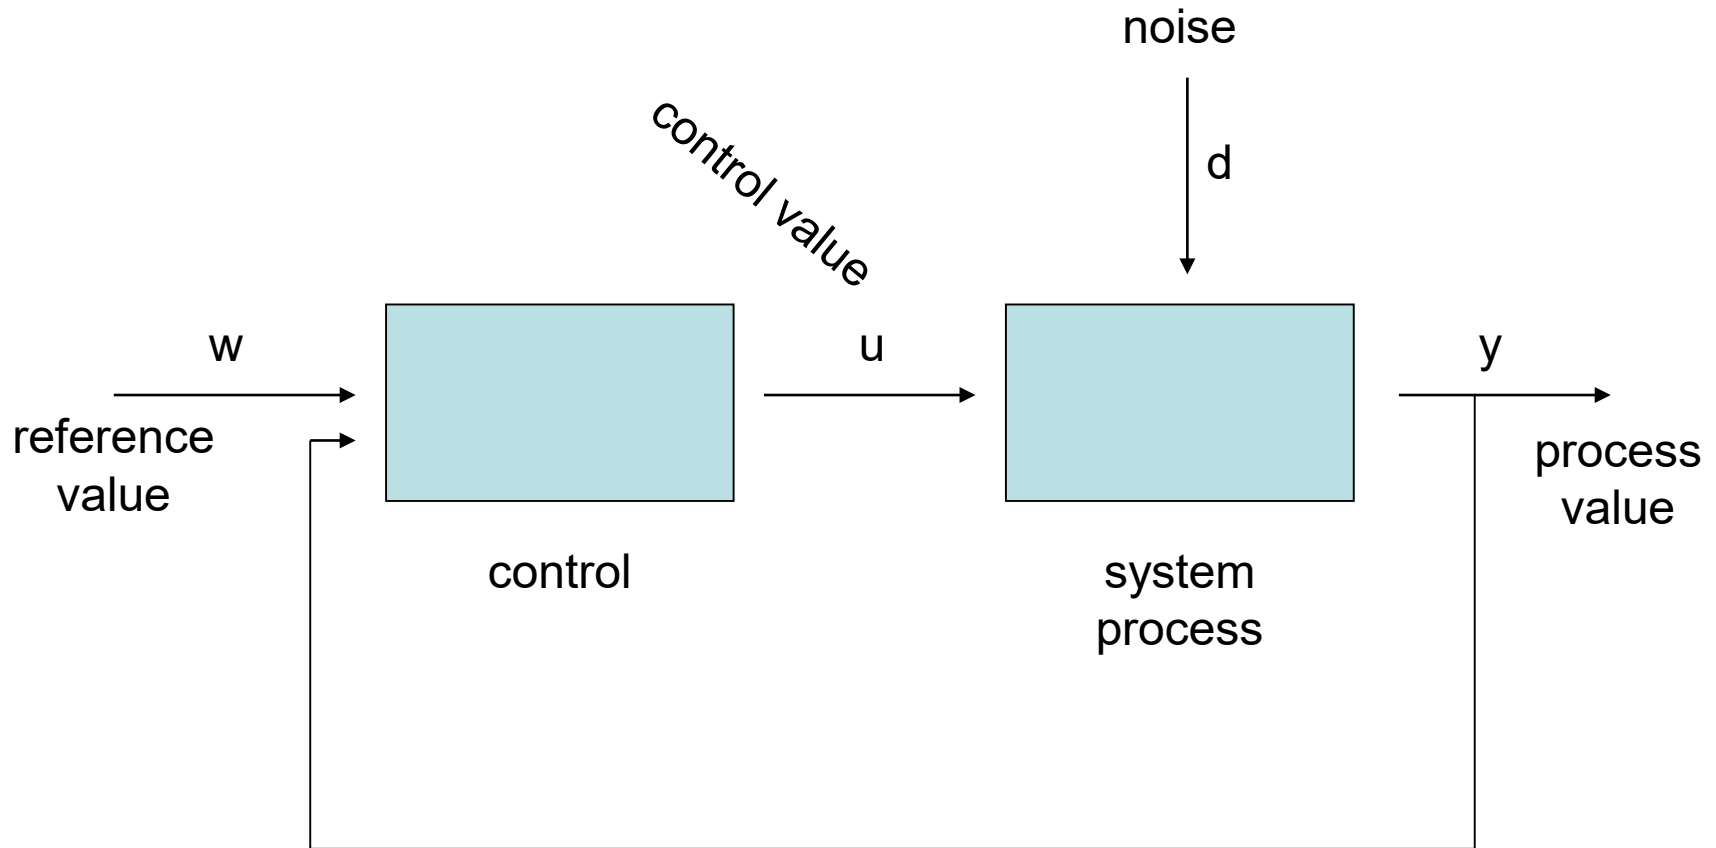 noise
control value
d
w
u
y
reference
value
process
value
control
system
process